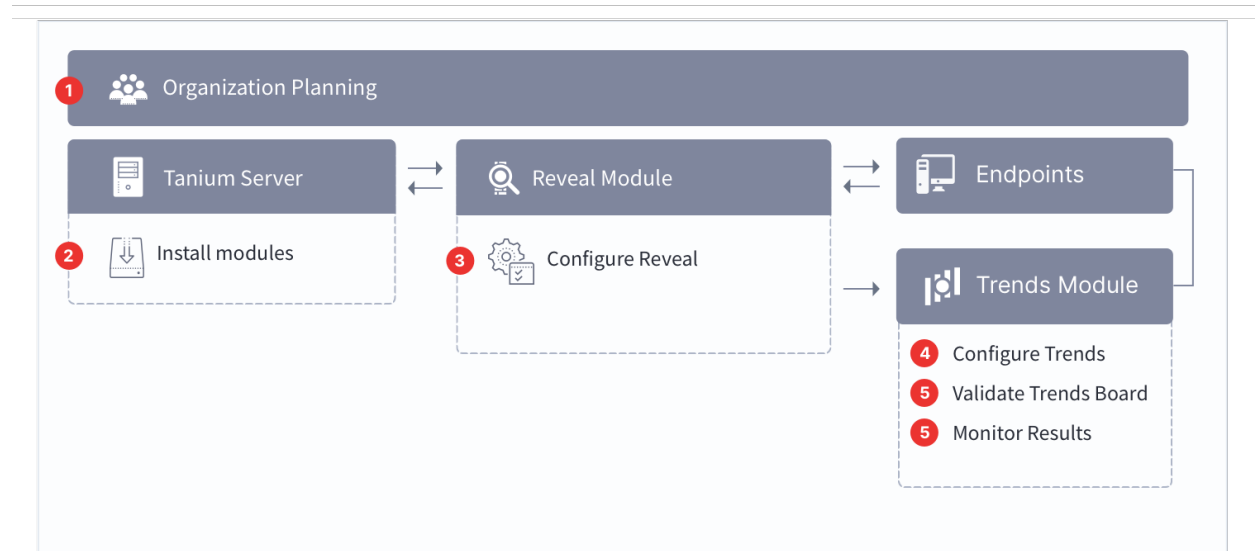 1 Organization Planning
Tanium Server
2 Install modules
Reveal Module
3 Configure Reveal
Endpoints
Trends Module
4 Configure Trends
5 Validate Trends Board
5 Monitor Results